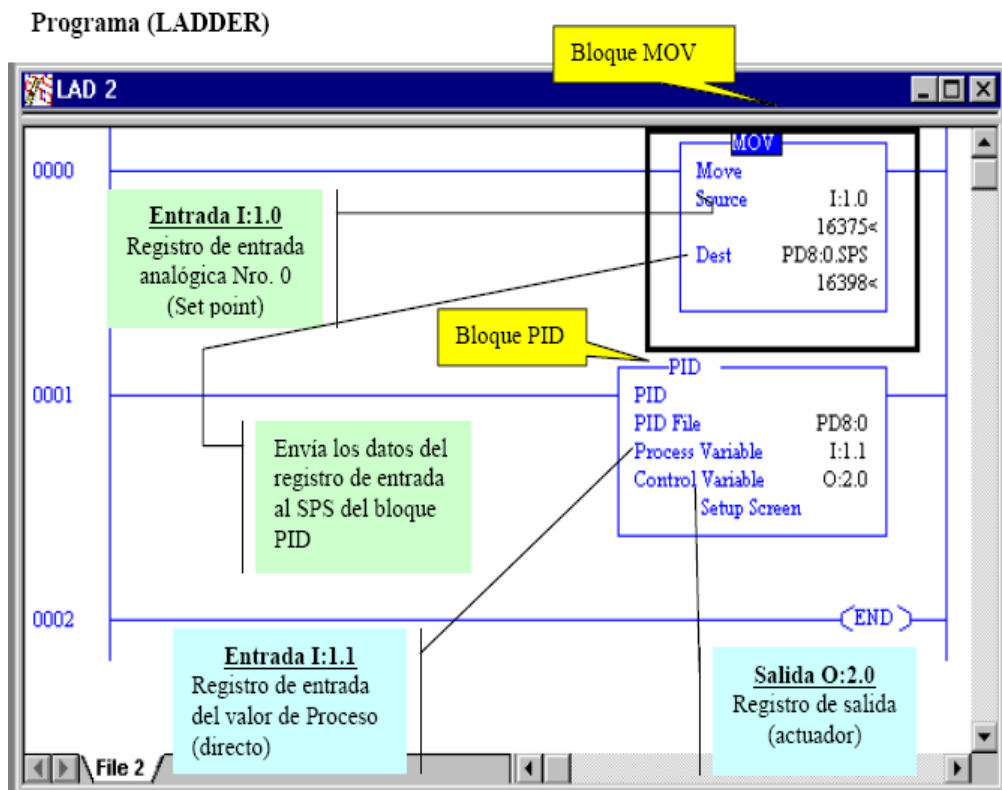 Programa (LADDER)
Bloque MOV
LAD 2
0000
MOV
Move
Source I:1.0
16375<
Dest PD8:0.SPS
16398<
Entrada I:1.0
Registro de entrada
analógica Nro. 0
(Set point)
Bloque PID
0001
PID
PID
PID File PD8:0
Process Variable I:1.1
Control Variable O:2.0
Setup Screen
Envía los datos del
registro de entrada
al SPS del bloque
PID
0002
END
Entrada I:1.1
Registro de entrada
del valor de Proceso
(directo)
Salida O:2.0
Registro de salida
(actuador)
File 2